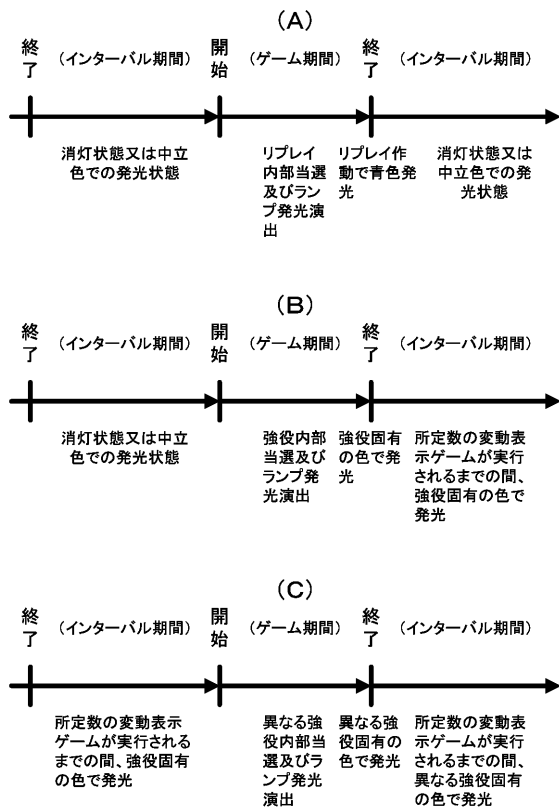 (A)
終了 (インターバル期間) 開始 (ゲーム期間) 終了 (インターバル期間)
消灯状態又は中立
色での発光状態
リプレイ
内部当選
及びラン
プ発光演
出
リプレイ作
動で青色発
光
消灯状態又は
中立色での発
光状態
(B)
終了 (インターバル期間) 開始 (ゲーム期間) 終了 (インターバル期間)
消灯状態又は中立
色での発光状態
強役内部
当選及び
ランプ発
光演出
強役固有
の色で発
光
所定数の変動表
示ゲームが実行
されるまでの間、
強役固有の色で
発光
(C)
終了 (インターバル期間) 開始 (ゲーム期間) 終了 (インターバル期間)
所定数の変動表示
ゲームが実行される
までの間、強役固有
の色で発光
異なる強
役内部当
選及びラ
ンプ発光
演出
異なる強
役固有の
色で発光
所定数の変動表
示ゲームが実行
されるまでの間、
異なる強役固有
の色で発光